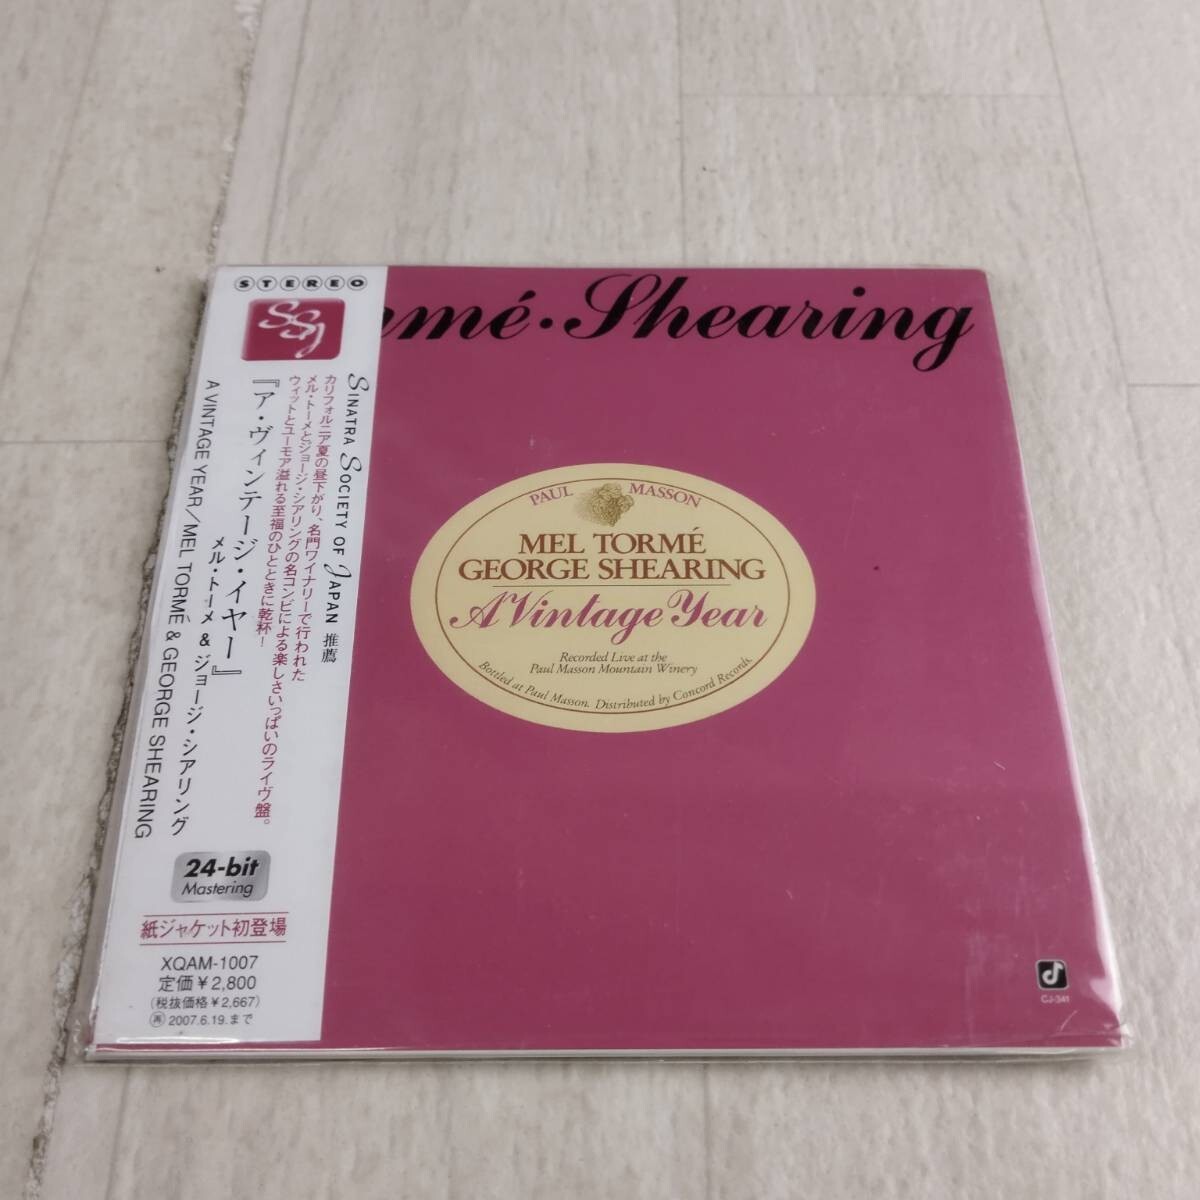 STEREO
SSJ
SINATRA SOCIETY OF JAPAN 推薦
カリフォルニア夏の昼下がり、名門ワイナリーで行われた
メル・トーメとジョージ・シアリングの名コンビによる楽しさいっぱいのライヴ盤。
ウィットとユーモア溢れる至福のひとときに乾杯!
『ア・ヴィンテージ・イヤー』
メル・トーメ & ジョージ・シアリング
A VINTAGE YEAR/MEL TORMÉ & GEORGE SHEARING
24-bit
Mastering
紙ジャケット初登場
XQAM-1007
定価¥2,800
(税抜価格¥2,667)
再 2007.6.19.まで
rmé・Shearing
PAUL MASSON
MEL TORMÉ
GEORGE SHEARING
A Vintage Year
Recorded Live at the
Paul Masson Mountain Winery
Bottled at Paul Masson. Distributed by Concord Records.
CJ-341